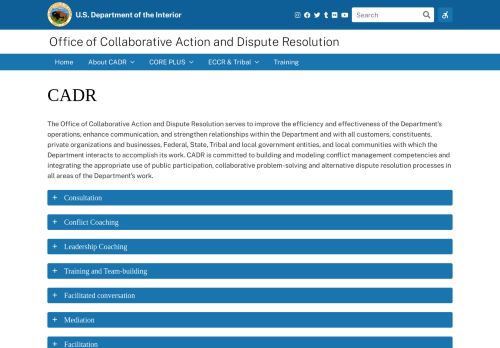 U.S. Department of the Interior
Search
Office of Collaborative Action and Dispute Resolution
Home
About CADR
CORE PLUS
ECCR & Tribal
Training
CADR
The Office of Collaborative Action and Dispute Resolution serves to improve the efficiency and effectiveness of the Department's
operations, enhance communication, and strengthen relationships within the Department and with all customers, constituents,
private organizations and businesses, Federal, State, Tribal and local government entities, and local communities with which the
Department interacts to accomplish its work. CADR is committed to building and modeling conflict management competencies and
integrating the appropriate use of public participation, collaborative problem-solving and alternative dispute resolution processes in
all areas of the Department's work.
+ Consultation
+ Conflict Coaching
+ Leadership Coaching
+ Training and Team-building
+ Facilitated conversation
+ Mediation
+ Facilitation